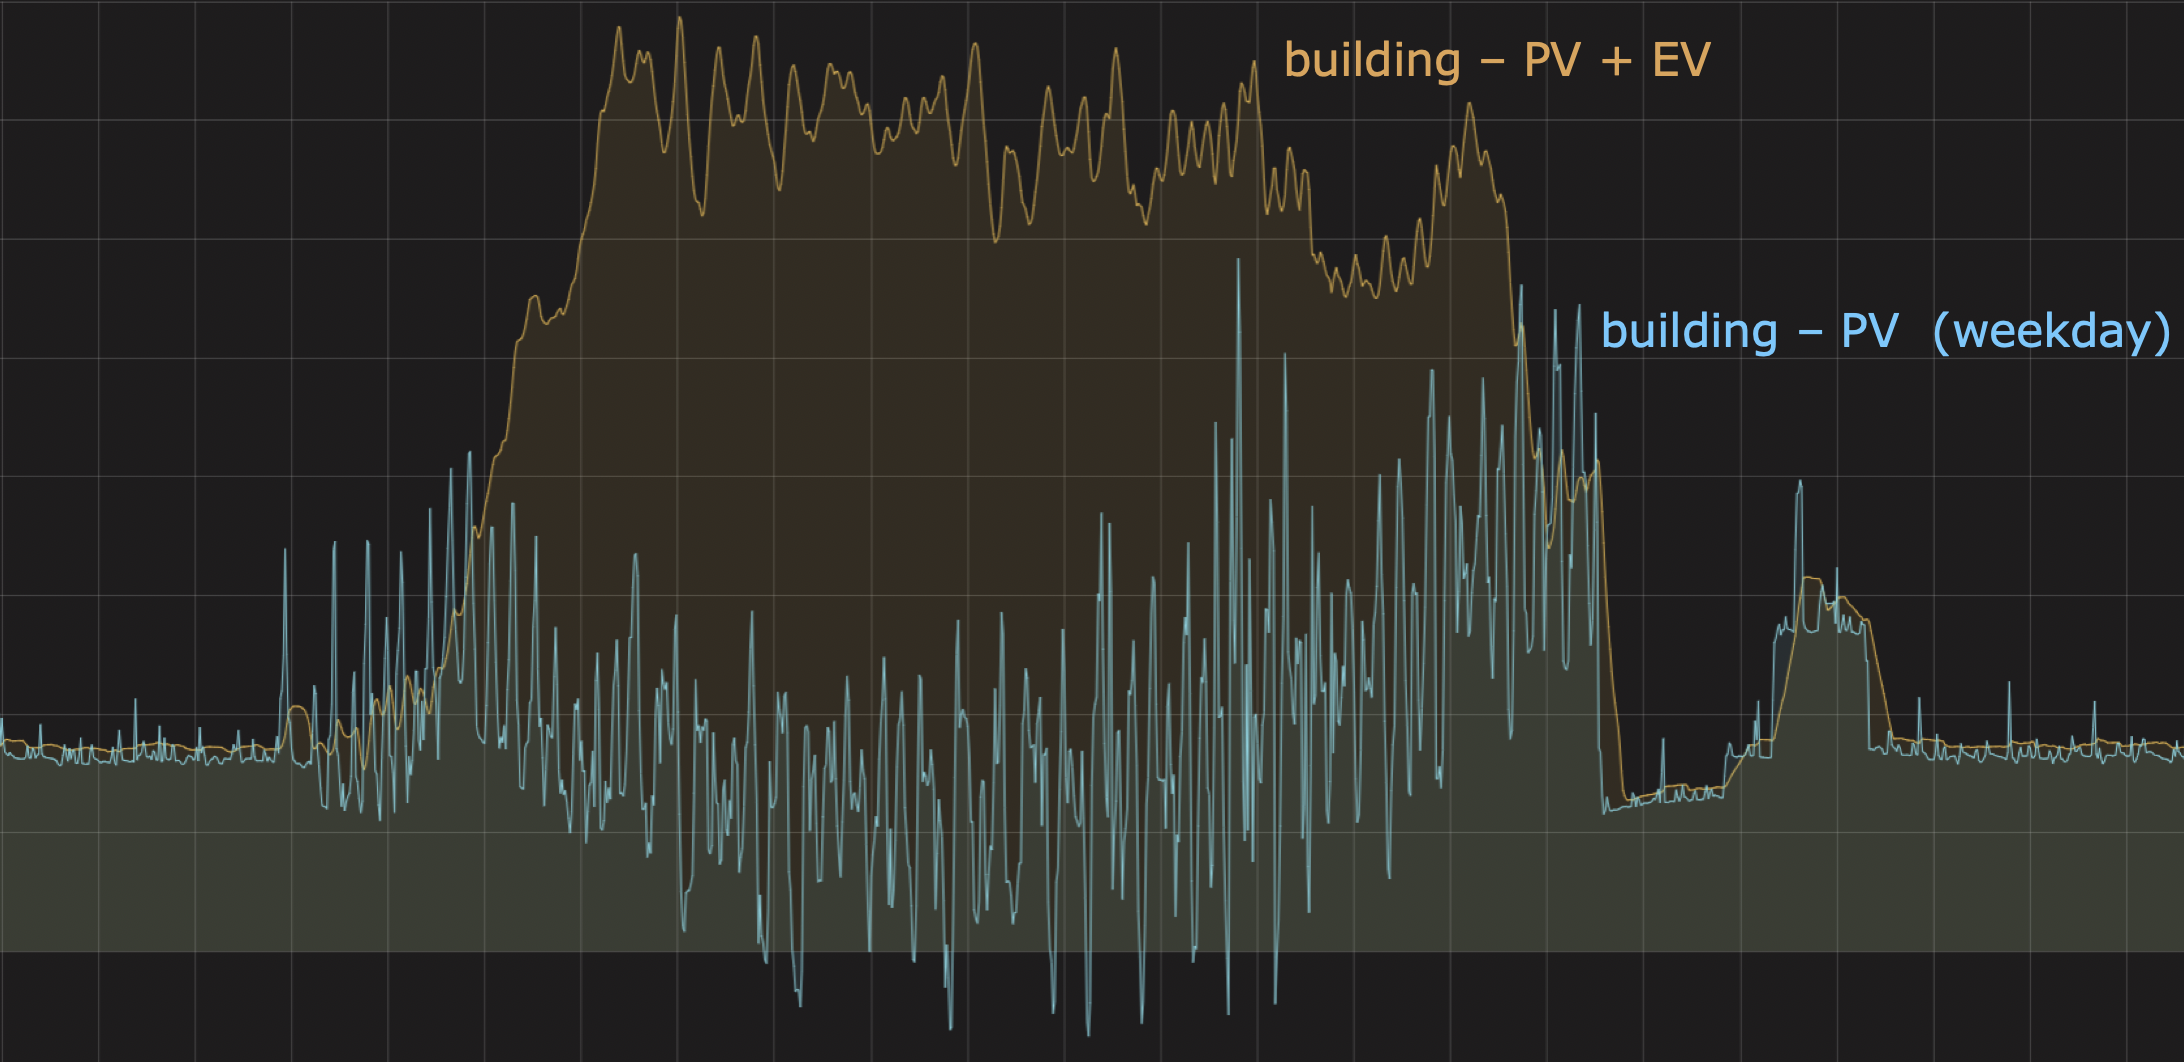 building – PV + EV
building – PV (weekday)